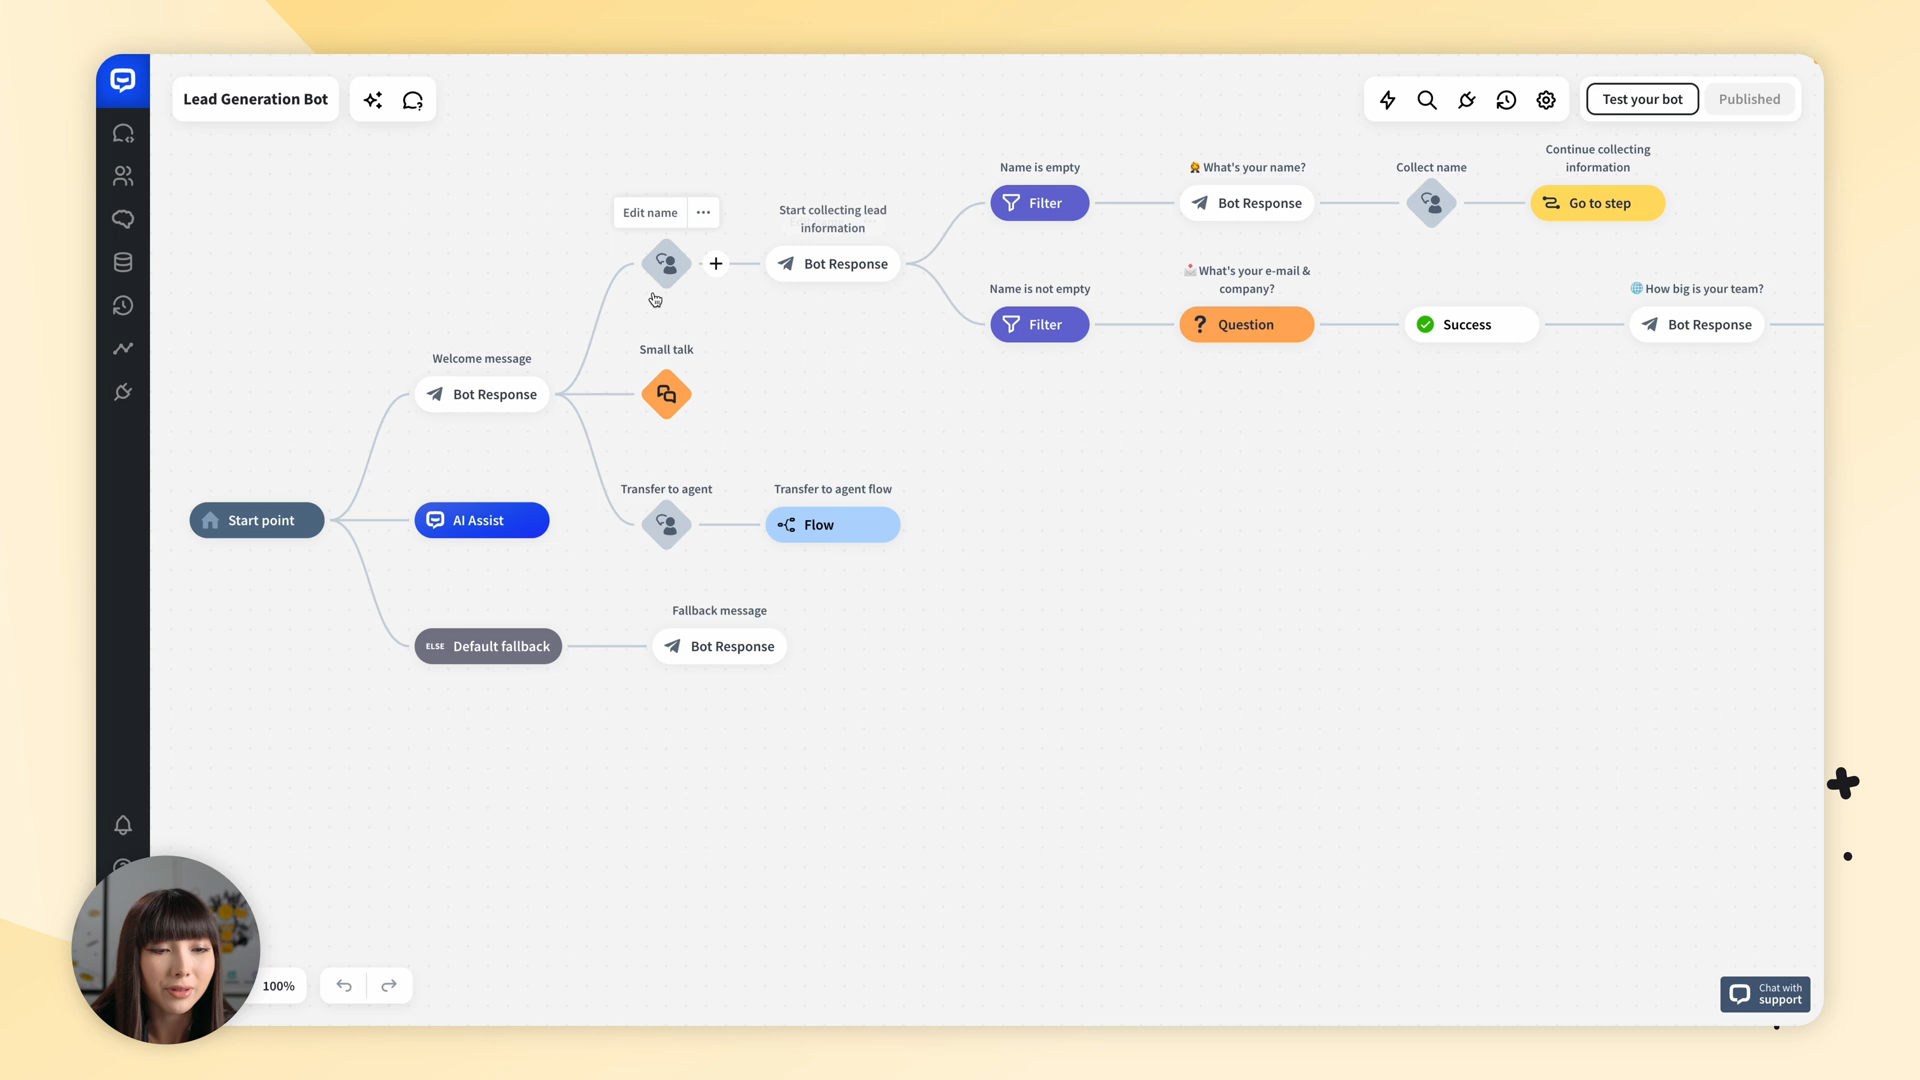 Lead Generation Bot
Test your bot
Published
Continue collecting
information
Name is empty
What's your name?
Collect name
Filter
Bot Response
Go to step
Edit name
Start collecting lead
information
Bot Response
What's your e-mail &
company?
Name is not empty
How big is your team?
Filter
? Question
Success
Bot Response
Small talk
Welcome message
Bot Response
Transfer to agent
Transfer to agent flow
Start point
AI Assist
Flow
Fallback message
ELSE Default fallback
Bot Response
100%
Chat with
support